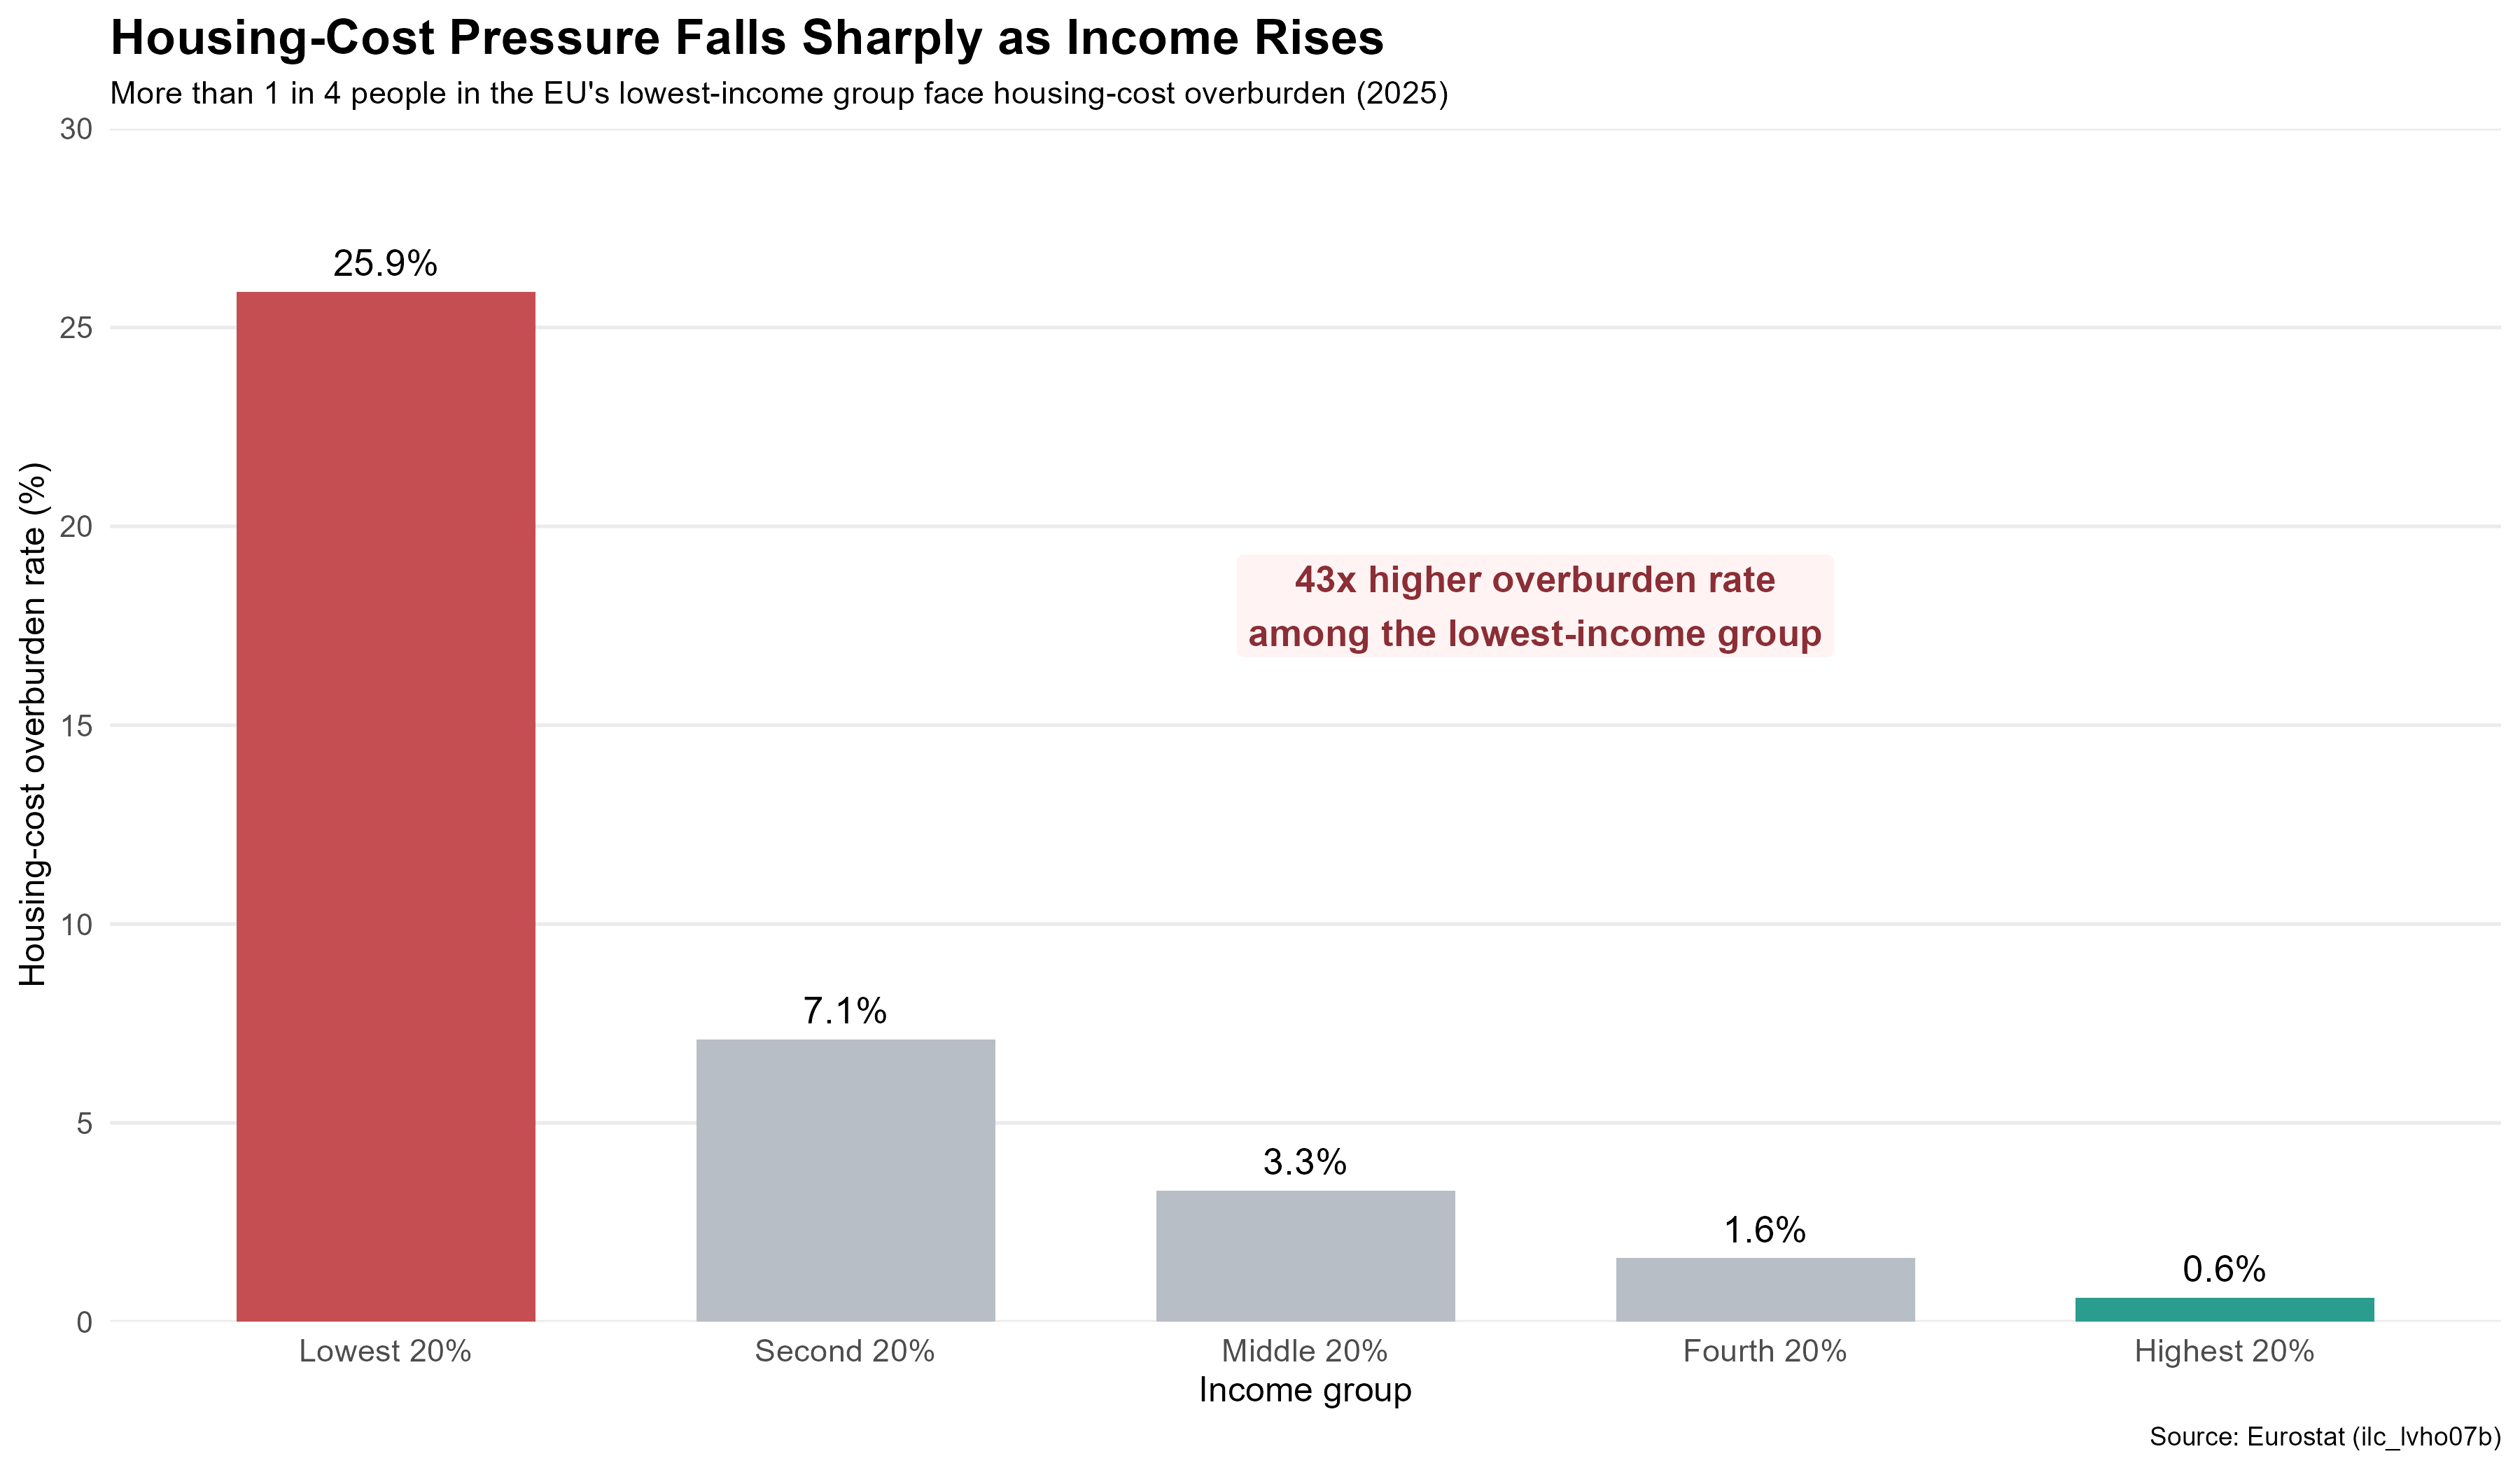 Housing-Cost Pressure Falls Sharply as Income Rises
More than 1 in 4 people in the EU's lowest-income group face housing-cost overburden (2025)
Housing-cost overburden rate (%)
30
25
20
15
10
5
0
25.9%
7.1%
3.3%
1.6%
0.6%
43x higher overburden rate
among the lowest-income group
Lowest 20%
Second 20%
Middle 20%
Fourth 20%
Highest 20%
Income group
Source: Eurostat (ilc_lvho07b)